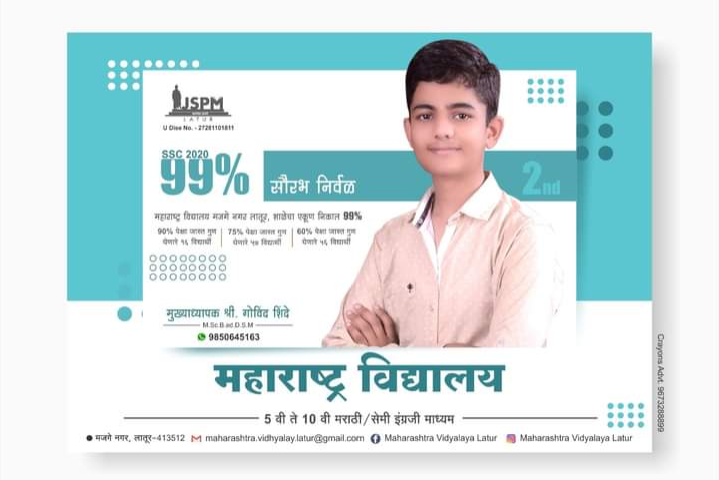 JSPM
LATUR
U Dise No. - 27281101811
SSC 2020
99%
सौरभ निर्वळ
2nd
महाराष्ट्र विद्यालय मजगे नगर लातूर, शाळेचा एकूण निकाल 99%
90% पेक्षा जास्त गुण
घेणारे १६ विद्यार्थी
75% पेक्षा जास्त गुण
घेणारे ५७ विद्यार्थी
60% पेक्षा जास्त गुण
घेणारे ५६ विद्यार्थी
मुख्याध्यापक श्री. गोविंद शिंदे
M.Sc.B.ad.D.S.M
9850645163
महाराष्ट्र विद्यालय
5 वी ते 10 वी मराठी/सेमी इंग्रजी माध्यम
मजगे नगर, लातूर-413512 maharashtra.vidhyalay.latur@gmail.com Maharashtra Vidyalaya Latur Maharashtra Vidyalaya Latur
Crayons Advt. 9673288899